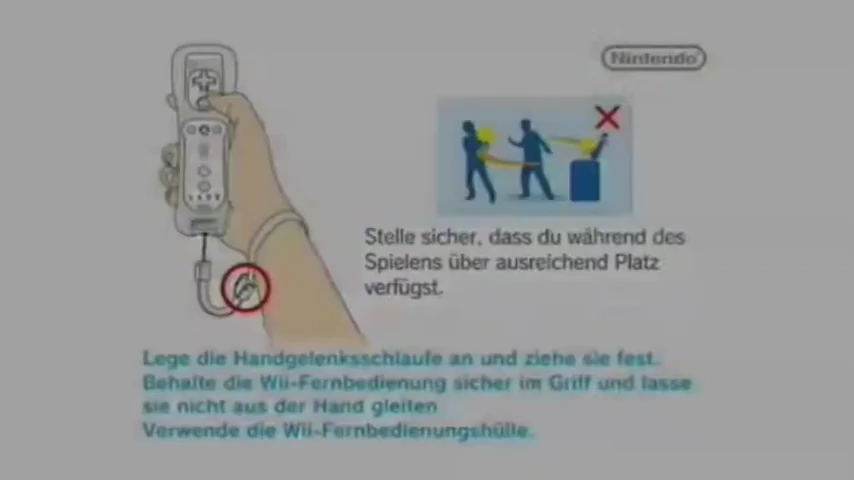 Nintendo
Stelle sicher, dass du während des
Spielens über ausreichend Platz
verfügst.
Lege die Handgelenksschlaufe an und ziehe sie fest.
Behalte die Wii-Fernbedienung sicher im Griff und lasse
sie nicht aus der Hand gleiten.
Verwende die Wii-Fernbedienungshülle.